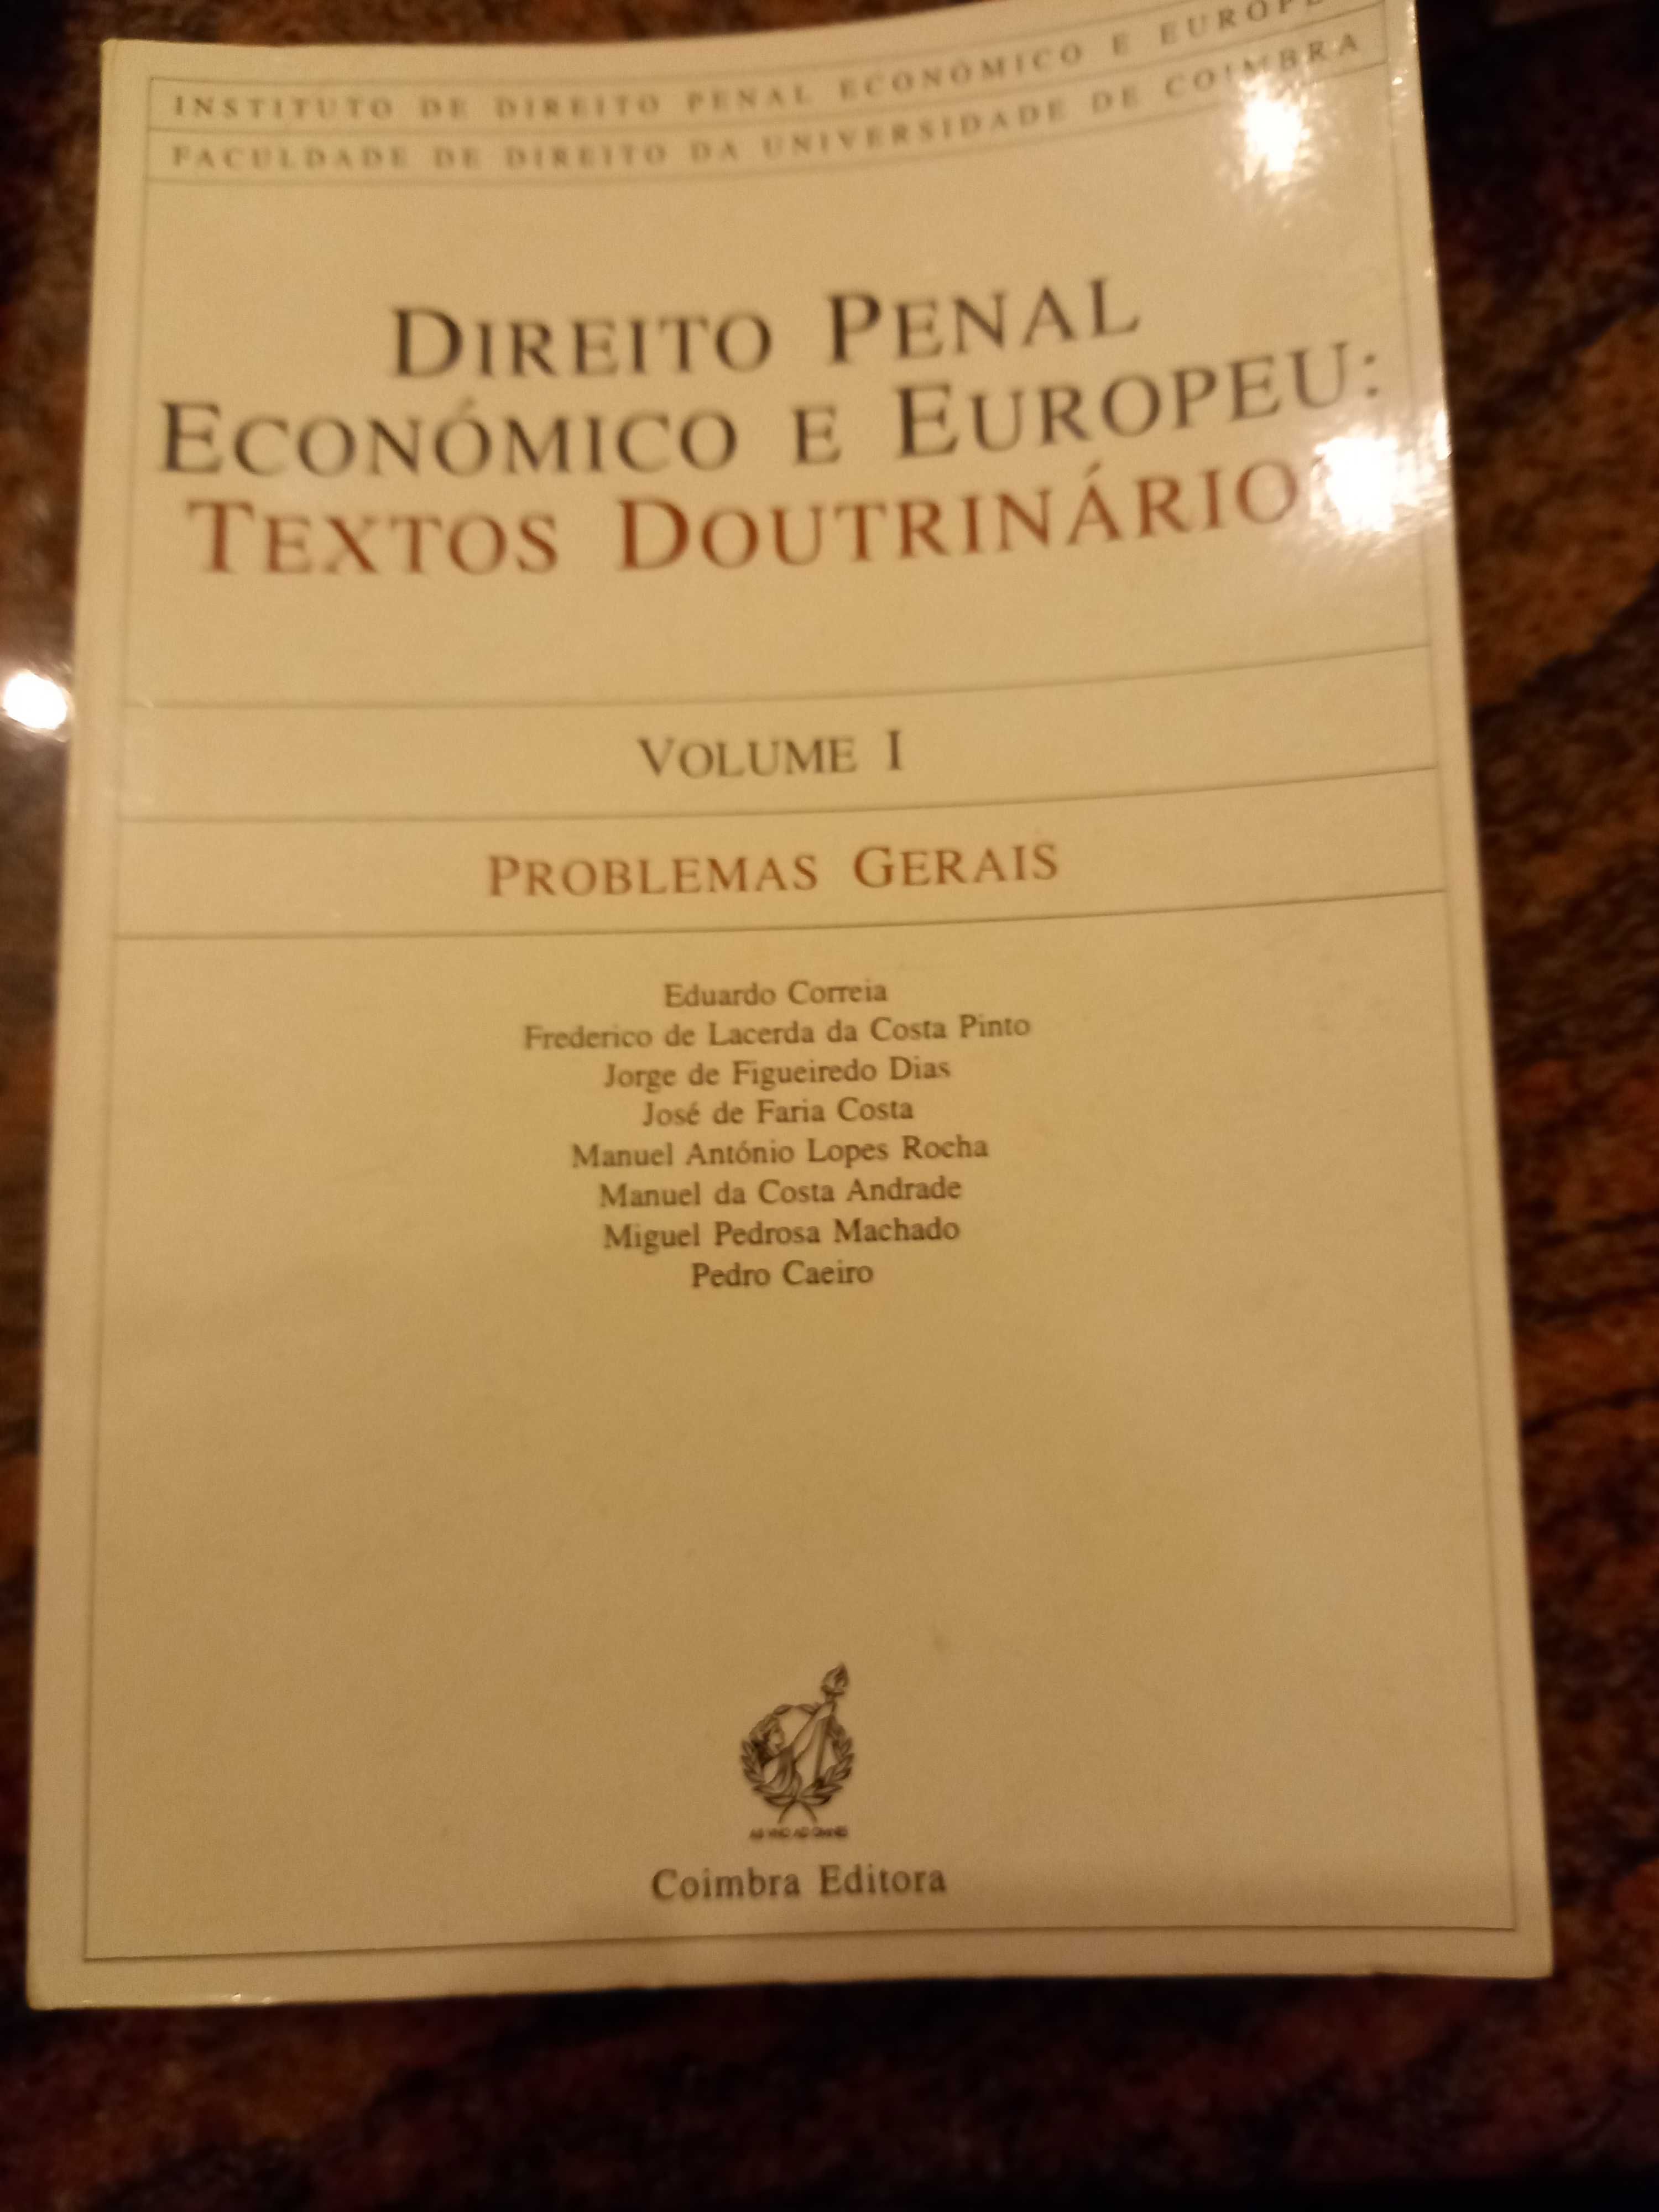 INSTITUTO DE DIREITO PENAL ECONÓMICO E
FACULDADE DE DIREITO DA UNIVERSIDADE DE COIMBRA
DIREITO PENAL
ECONÓMICO E EUROPEU:
TEXTOS DOUTRINÁRIOS
VOLUME I
PROBLEMAS GERAIS
Eduardo Correia
Frederico de Lacerda da Costa Pinto
Jorge de Figueiredo Dias
José de Faria Costa
Manuel António Lopes Rocha
Manuel da Costa Andrade
Miguel Pedrosa Machado
Pedro Caeiro
Coimbra Editora